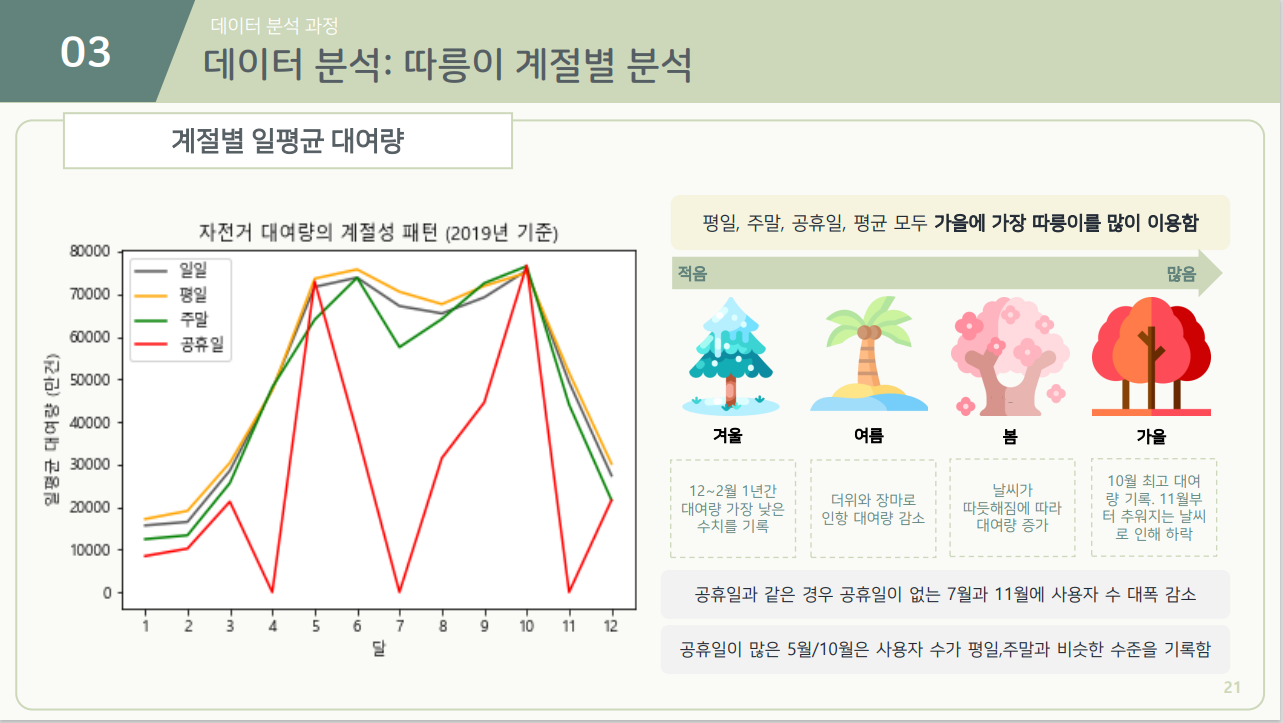 03
데이터 분석 과정
데이터 분석: 따릉이 계절별 분석
계절별 일평균 대여량
자전거 대여량의 계절성 패턴 (2019년 기준)
일평균 대여량 (만건)
80000
70000
60000
50000
40000
30000
20000
10000
0
일일
평일
주말
공휴일
1 2 3 4 5 6 7 8 9 10 11 12
달
평일, 주말, 공휴일, 평균 모두 가을에 가장 따릉이를 많이 이용함
적음 많음
겨울
12~2월 1년간
대여량 가장 낮은
수치를 기록
여름
더위와 장마로
인항 대여량 감소
봄
날씨가
따듯해짐에 따라
대여량 증가
가을
10월 최고 대여
량 기록. 11월부
터 추워지는 날씨
로 인해 하락
공휴일과 같은 경우 공휴일이 없는 7월과 11월에 사용자 수 대폭 감소
공휴일이 많은 5월/10월은 사용자 수가 평일,주말과 비슷한 수준을 기록함
21